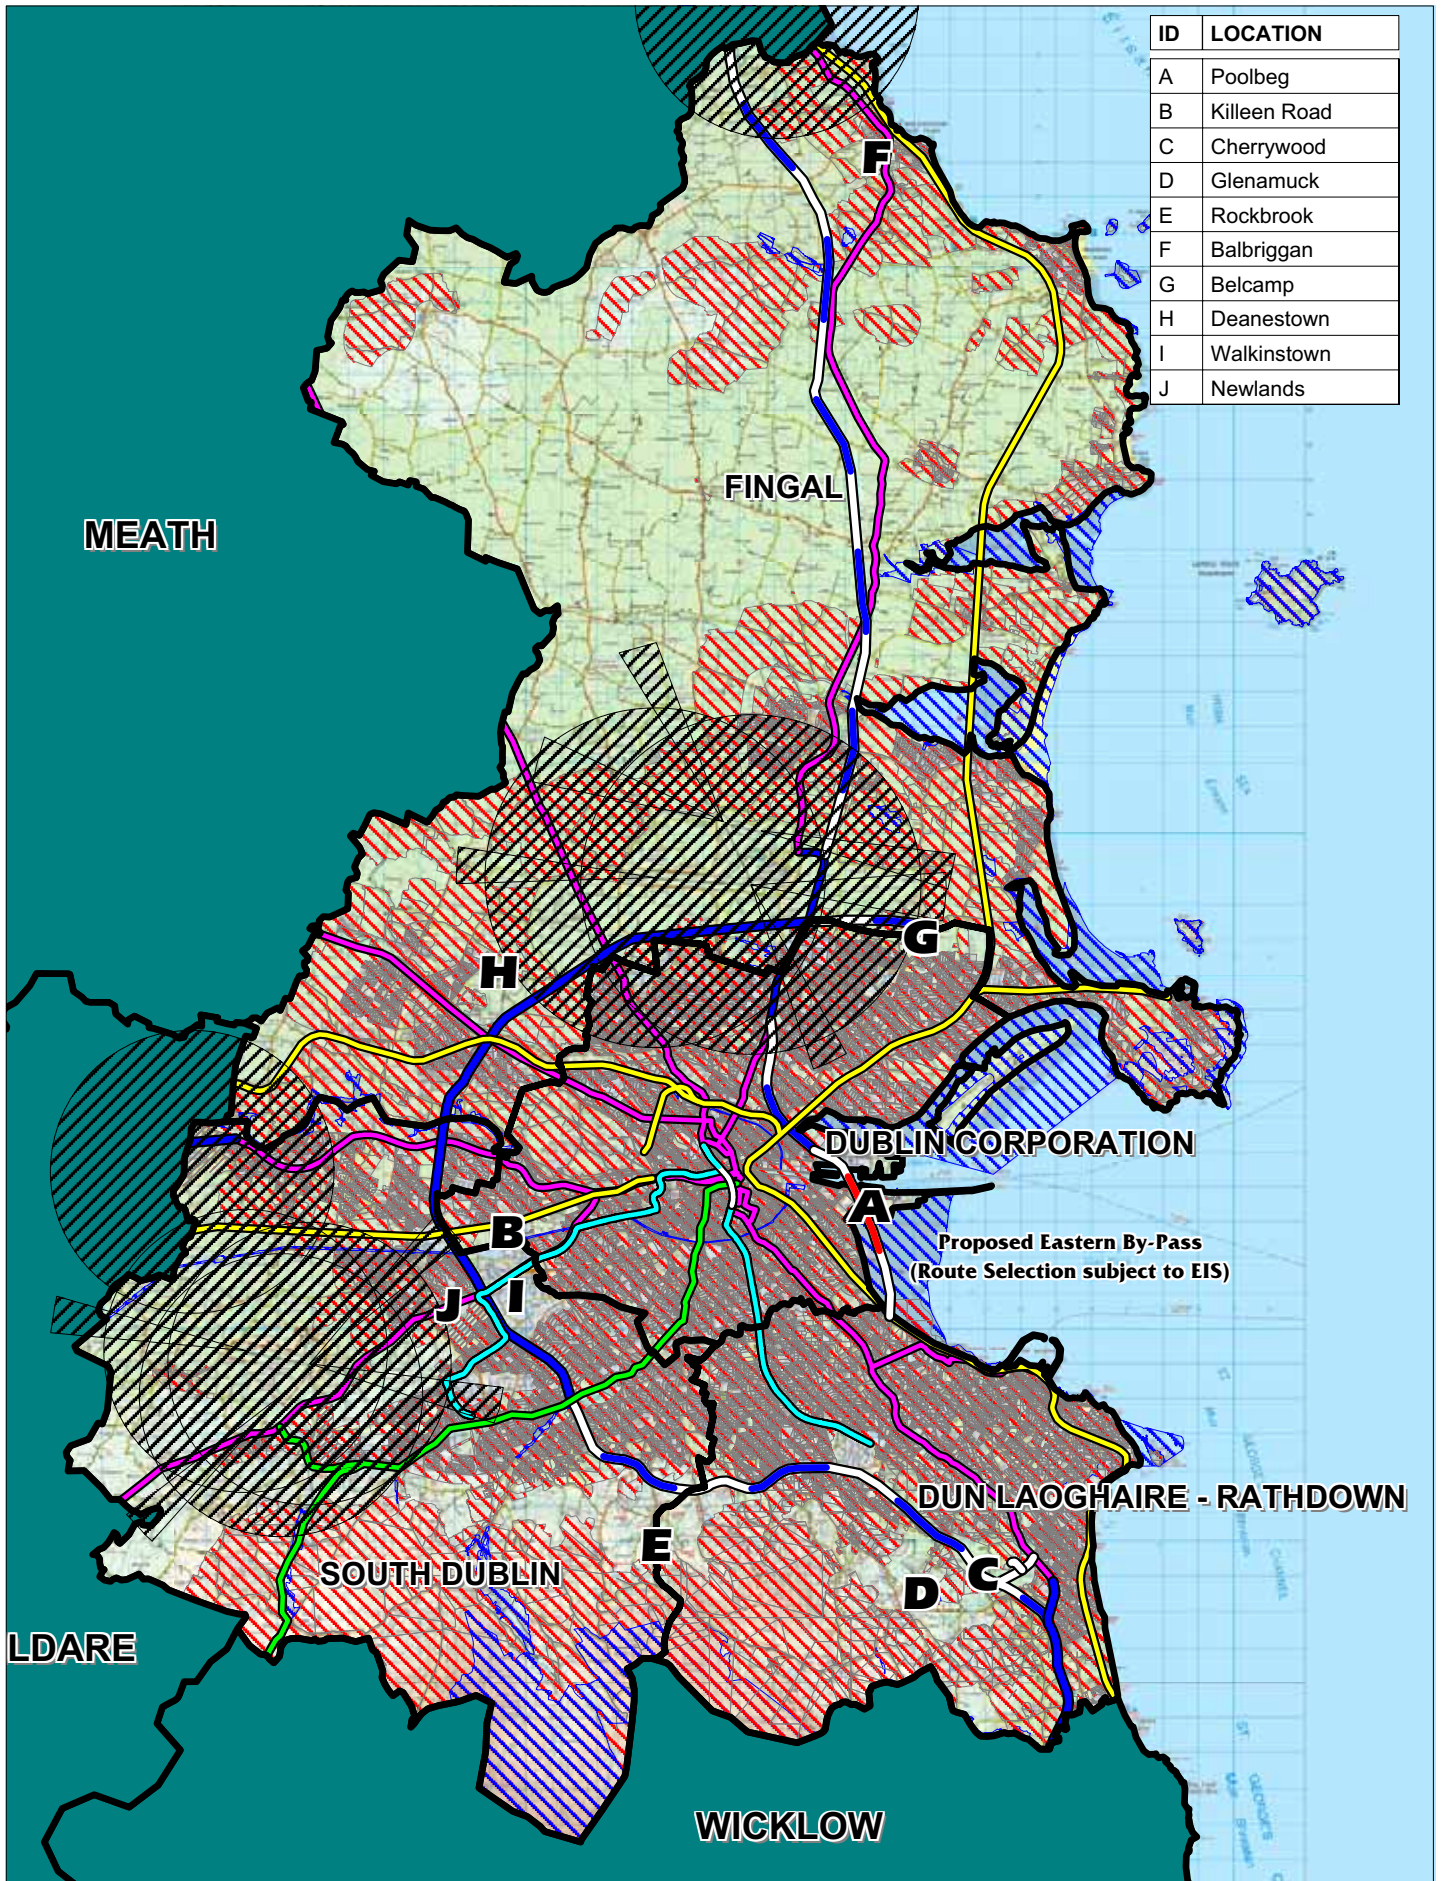 ID LOCATION
A Poolbeg
B Killeen Road
C Cherrywood
D Glenamuck
E Rockbrook
F Balbriggan
G Belcamp
H Deanestown
I Walkinstown
J Newlands
F
FINGAL
MEATH
G
H
DUBLIN CORPORATION
A
B
Proposed Eastern By-Pass
(Route Selection subject to EIS)
J I
DUN LAOGHAIRE - RATHDOWN
E
SOUTH DUBLIN
C
D
LDARE
WICKLOW